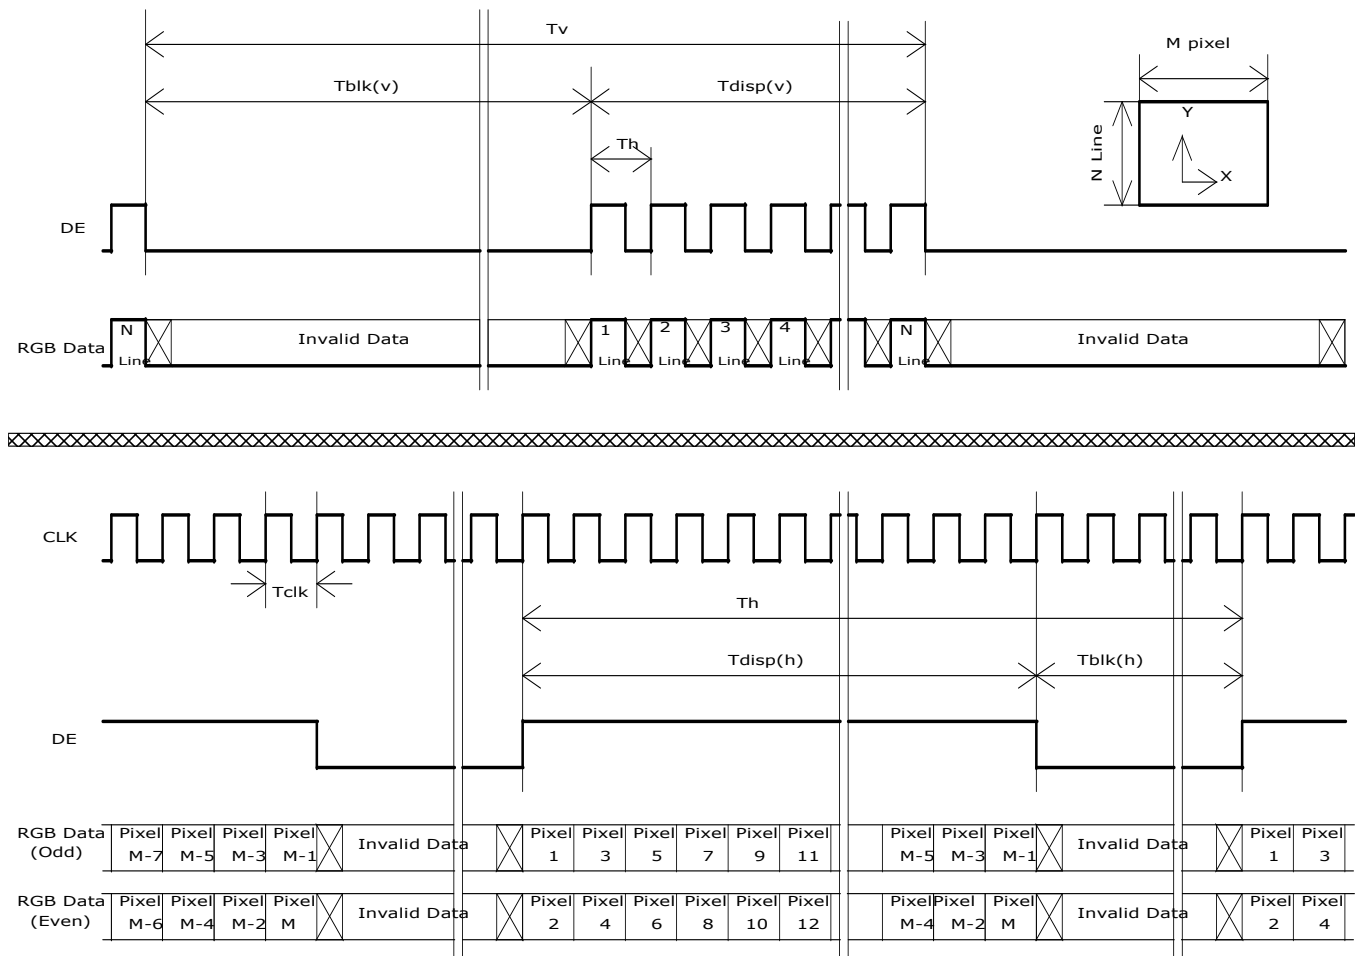 Tv
M pixel
Tblk(v) Tdisp(v)
Th
N Line
Y
X
DE
RGB Data
N Line Invalid Data 1 Line 2 Line 3 Line 4 Line N Line Invalid Data
CLK
Tclk
Th
Tdisp(h) Tblk(h)
DE
RGB Data (Odd)
Pixel M-7 Pixel M-5 Pixel M-3 Pixel M-1 Invalid Data Pixel 1 Pixel 3 Pixel 5 Pixel 7 Pixel 9 Pixel 11 Pixel M-5 Pixel M-3 Pixel M-1 Invalid Data Pixel 1 Pixel 3
RGB Data (Even)
Pixel M-6 Pixel M-4 Pixel M-2 Pixel M Invalid Data Pixel 2 Pixel 4 Pixel 6 Pixel 8 Pixel 10 Pixel 12 Pixel M-4 Pixel M-2 Pixel M Invalid Data Pixel 2 Pixel 4